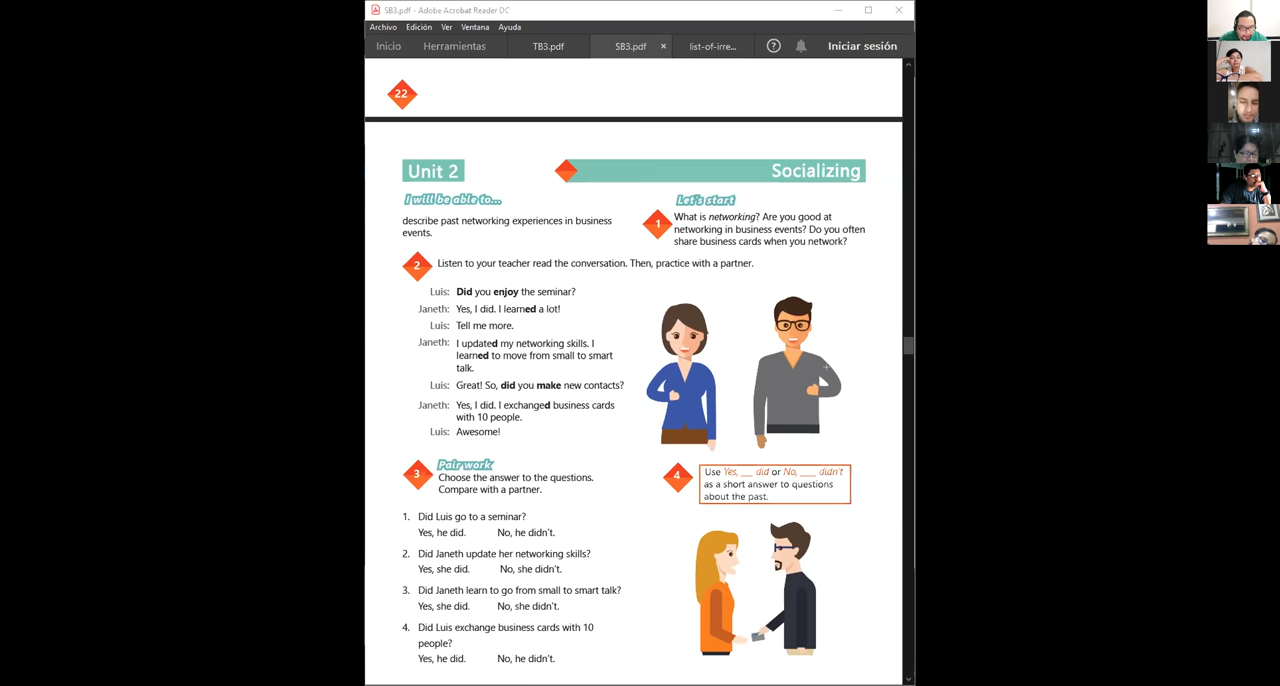 SB3.pdf - Adobe Acrobat Reader DC
Archivo Edición Ver Ventana Ayuda
Inicio Herramientas TB3.pdf SB3.pdf × list-of-irre... ? Iniciar sesión
22
Unit 2 Socializing
I will be able to...
describe past networking experiences in business
events.
Let's start
1
What is networking? Are you good at
networking in business events? Do you often
share business cards when you network?
2 Listen to your teacher read the conversation. Then, practice with a partner.
Luis: Did you enjoy the seminar?
Janeth: Yes, I did. I learned a lot!
Luis: Tell me more.
Janeth: I updated my networking skills. I
learned to move from small to smart
talk.
Luis: Great! So, did you make new contacts?
Janeth: Yes, I did. I exchanged business cards
with 10 people.
Luis: Awesome!
3 Pair work
Choose the answer to the questions.
Compare with a partner.
4
Use Yes, __ did or No, ___ didn't
as a short answer to questions
about the past.
1. Did Luis go to a seminar?
Yes, he did. No, he didn't.
2. Did Janeth update her networking skills?
Yes, she did. No, she didn't.
3. Did Janeth learn to go from small to smart talk?
Yes, she did. No, she didn't.
4. Did Luis exchange business cards with 10
people?
Yes, he did. No, he didn't.